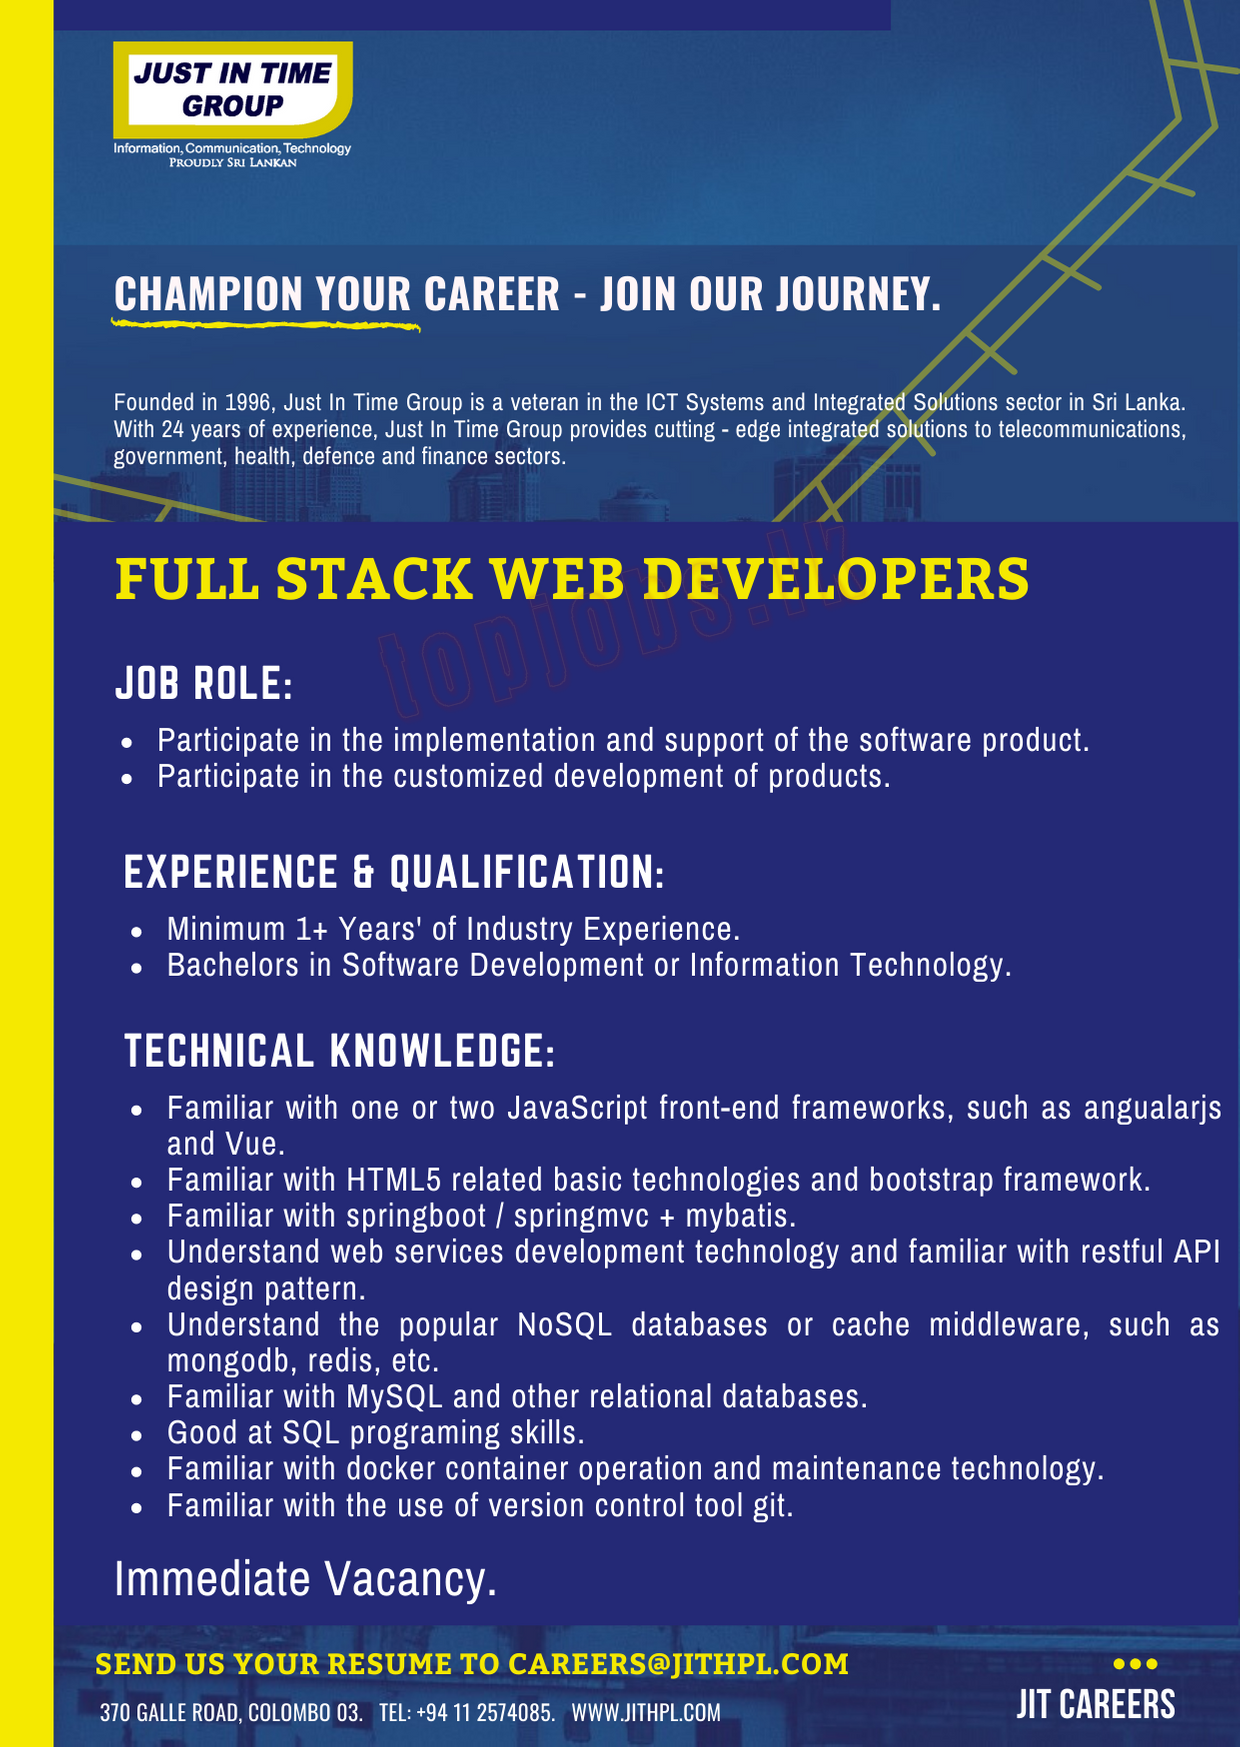 JUST IN TIME
GROUP
Information, Communication, Technology
PROUDLY SRI LANKAN
CHAMPION YOUR CAREER - JOIN OUR JOURNEY.
Founded in 1996, Just In Time Group is a veteran in the ICT Systems and Integrated Solutions sector in Sri Lanka.
With 24 years of experience, Just In Time Group provides cutting - edge integrated solutions to telecommunications,
government, health, defence and finance sectors.
FULL STACK WEB DEVELOPERS
topjobs.lk
JOB ROLE:
• Participate in the implementation and support of the software product.
• Participate in the customized development of products.
EXPERIENCE & QUALIFICATION:
• Minimum 1+ Years' of Industry Experience.
• Bachelors in Software Development or Information Technology.
TECHNICAL KNOWLEDGE:
• Familiar with one or two JavaScript front-end frameworks, such as angualarjs
and Vue.
• Familiar with HTML5 related basic technologies and bootstrap framework.
• Familiar with springboot / springmvc + mybatis.
• Understand web services development technology and familiar with restful API
design pattern.
• Understand the popular NoSQL databases or cache middleware, such as
mongodb, redis, etc.
• Familiar with MySQL and other relational databases.
• Good at SQL programing skills.
• Familiar with docker container operation and maintenance technology.
• Familiar with the use of version control tool git.
Immediate Vacancy.
SEND US YOUR RESUME TO CAREERS@JITHPL.COM
370 GALLE ROAD, COLOMBO 03. TEL: +94 11 2574085. WWW.JITHPL.COM
JIT CAREERS